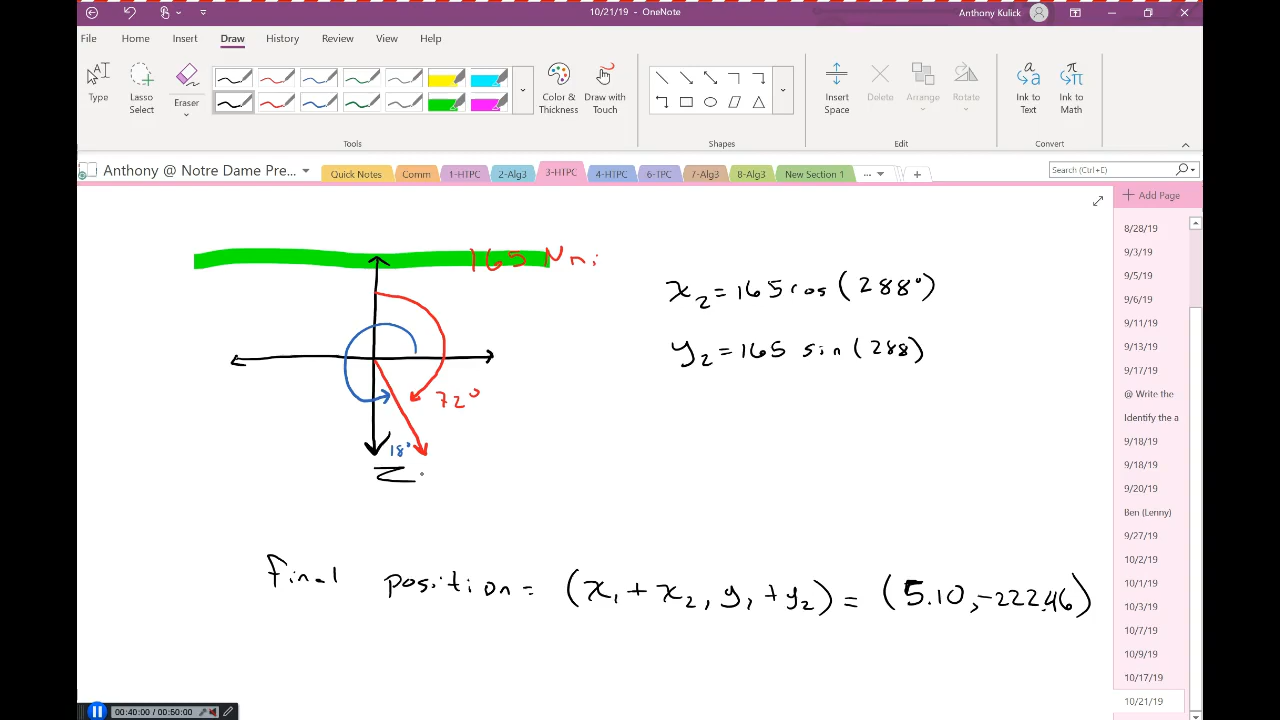 10/21/19 - OneNote
Anthony Kulick
File Home Insert Draw History Review View Help
Type
Lasso Select
Eraser
Color & Thickness
Draw with Touch
Insert Space
Delete
Arrange
Rotate
Ink to Text
Ink to Math
Tools
Shapes
Edit
Convert
Anthony @ Notre Dame Pre...
Quick Notes
Comm
1-HTPC
2-Alg3
3-HTPC
4-HTPC
6-TPC
7-Alg3
8-Alg3
New Section 1
...
Search (Ctrl+E)
Add Page
8/28/19
9/3/19
9/5/19
9/6/19
9/11/19
9/13/19
9/17/19
@ Write the
Identify the a
9/18/19
9/18/19
9/20/19
Ben (Lenny)
9/27/19
10/2/19
10/1/19
10/3/19
10/7/19
10/9/19
10/17/19
10/21/19
165 Nmi
x₂ = 165 cos (288°)
y₂ = 165 sin (288)
72°
18°
final position = (x₁ + x₂, y₁ + y₂) = (5.10, -222.46)
00:40:00 / 00:50:00